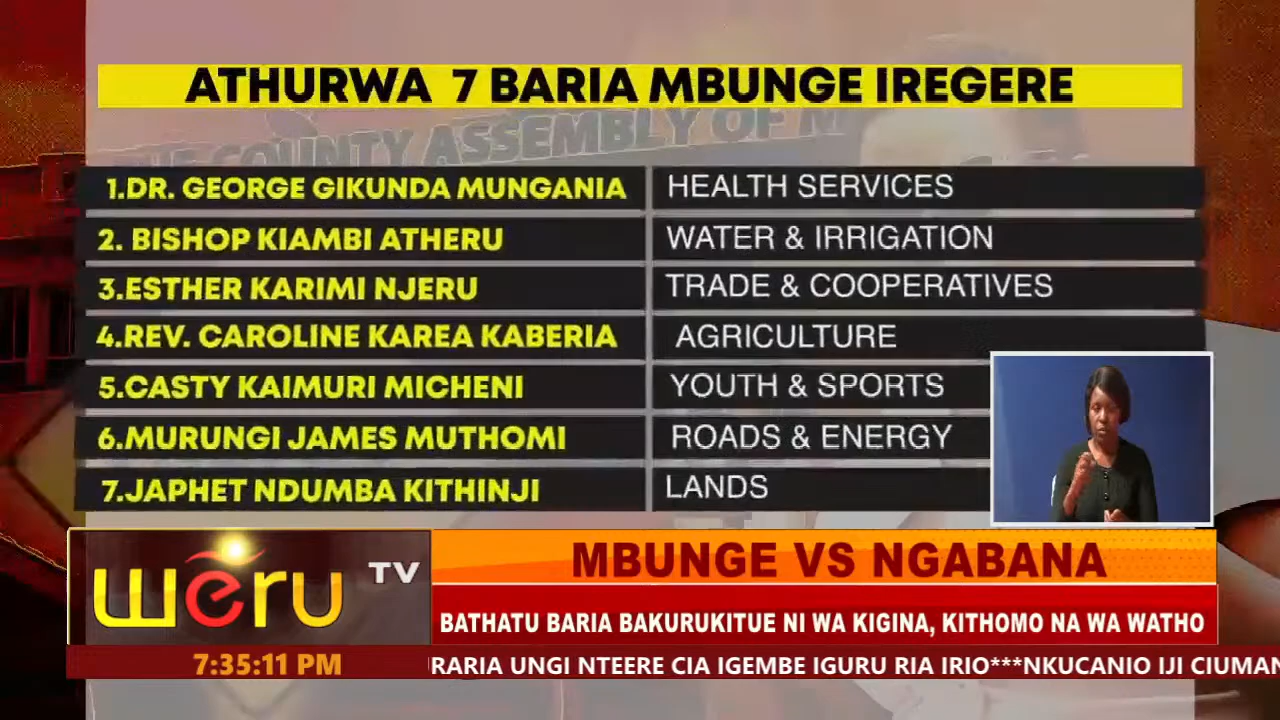 ATHURWA 7 BARIA MBUNGE IREGERE
THE COUNTY ASSEMBLY OF M
1.DR. GEORGE GIKUNDA MUNGANIA HEALTH SERVICES
2. BISHOP KIAMBI ATHERU WATER & IRRIGATION
3.ESTHER KARIMI NJERU TRADE & COOPERATIVES
4.REV. CAROLINE KAREA KABERIA AGRICULTURE
5.CASTY KAIMURI MICHENI YOUTH & SPORTS
6.MURUNGI JAMES MUTHOMI ROADS & ENERGY
7.JAPHET NDUMBA KITHINJI LANDS
weru TV
MBUNGE VS NGABANA
BATHATU BARIA BAKURUKITUE NI WA KIGINA, KITHOMO NA WA WATHO
7:35:11 PM
RARIA UNGI NTEERE CIA IGEMBE IGURU RIA IRIO***NKUCANIO IJI CIUMAN